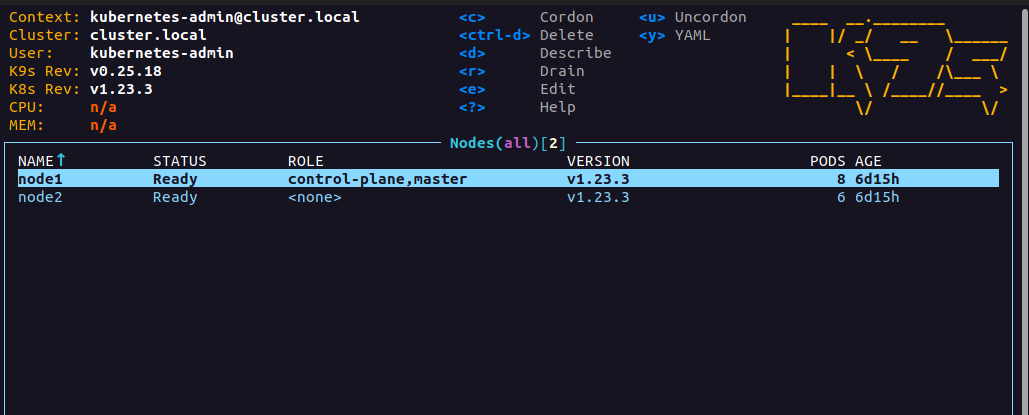 Context: kubernetes-admin@cluster.local <c> Cordon <u> Uncordon
Cluster: cluster.local <ctrl-d> Delete <y> YAML
User: kubernetes-admin <d> Describe
K9s Rev: v0.25.18 <r> Drain
K8s Rev: v1.23.3 <e> Edit
CPU: n/a <?> Help
MEM: n/a
Nodes(all)[2]
NAME↑ STATUS ROLE VERSION PODS AGE
node1 Ready control-plane,master v1.23.3 8 6d15h
node2 Ready <none> v1.23.3 6 6d15h